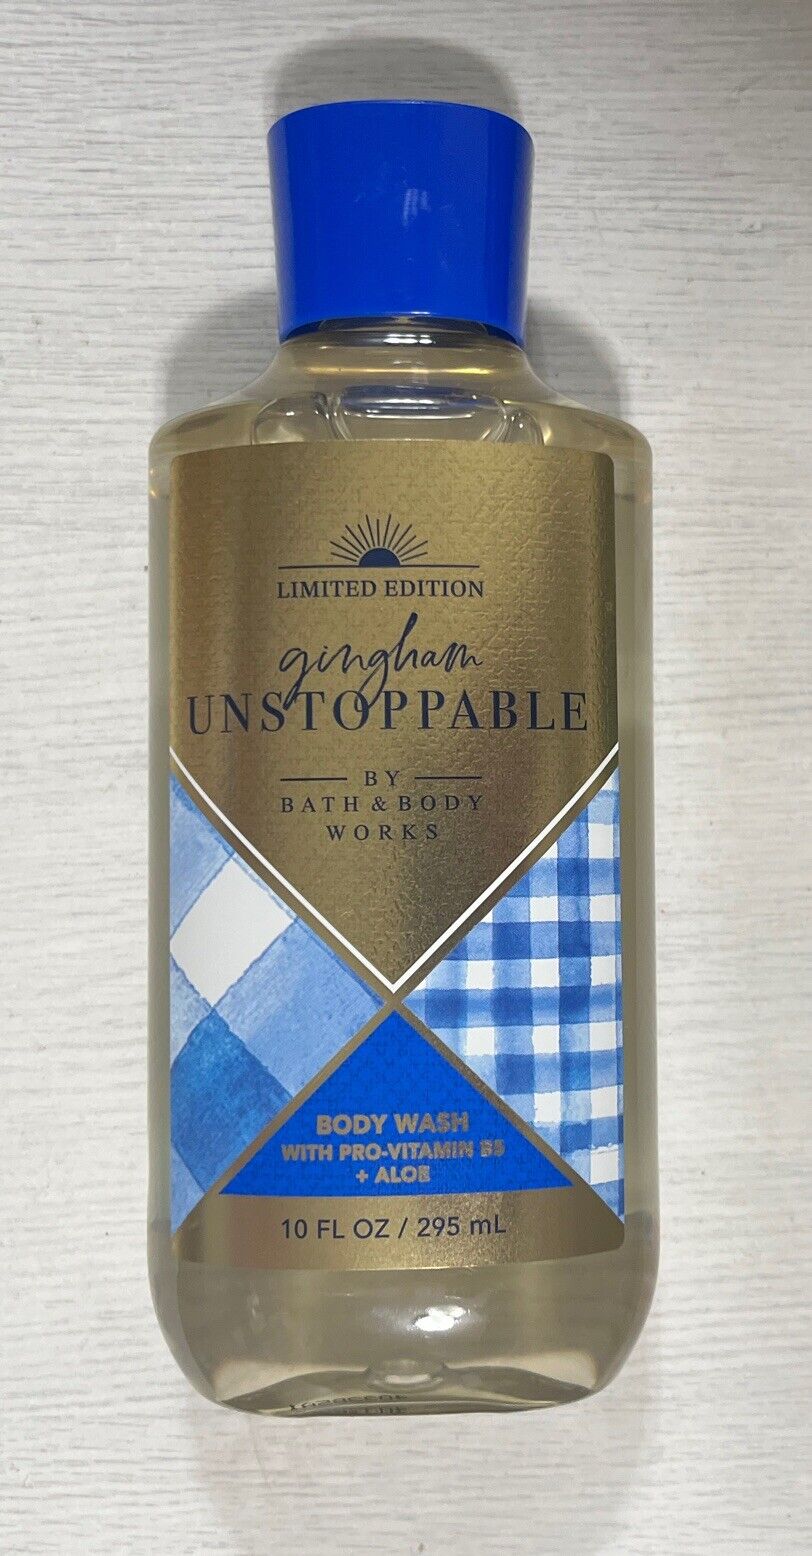 LIMITED EDITION
gingham
UNSTOPPABLE
BY
BATH & BODY
WORKS
BODY WASH
WITH PRO-VITAMIN B5
+ ALOE
10 FL OZ / 295 mL